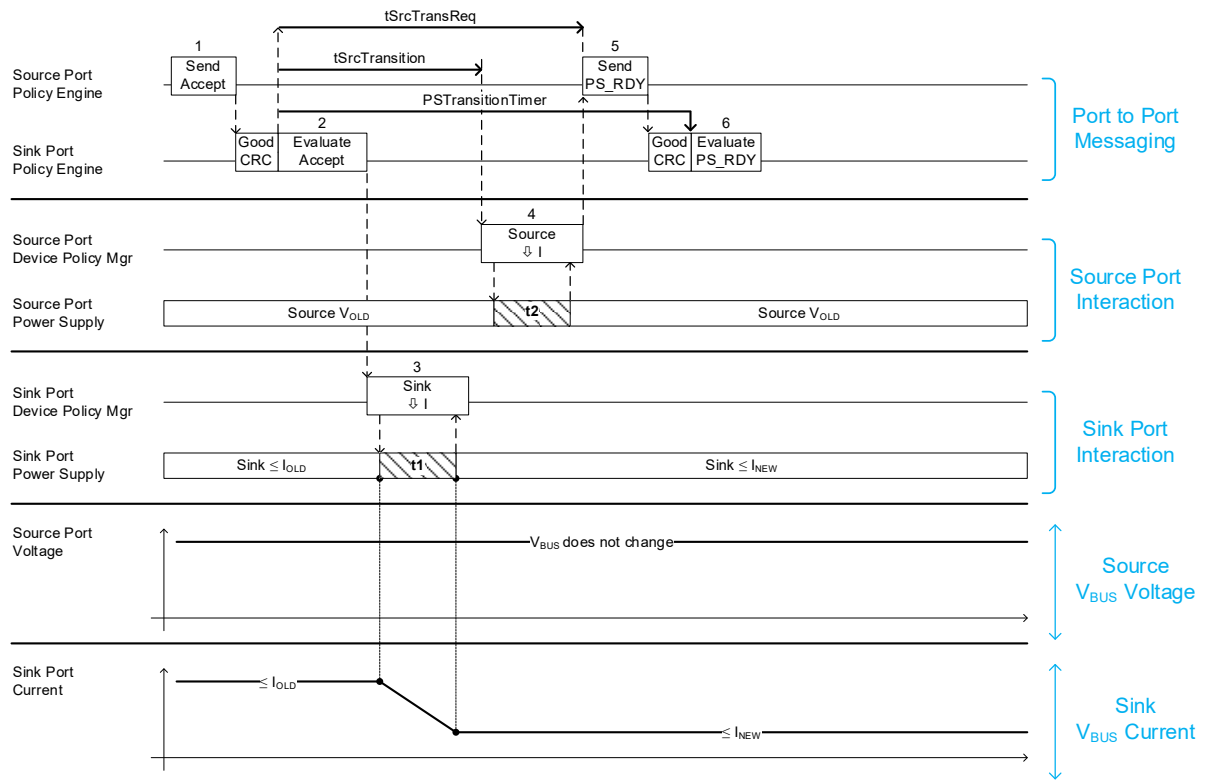 tSrcTransReq
1
5
Send
Accept
tSrcTransition
Send
PS_RDY
Source Port
Policy Engine
PSTransitionTimer
2
6
Port to Port
Messaging
Good
CRC
Evaluate
Accept
Good
CRC
Evaluate
PS_RDY
Sink Port
Policy Engine
4
Source Port
Device Policy Mgr
Source
⇩ I
Source Port
Interaction
Source Port
Power Supply
Source VOLD
t2
Source VOLD
3
Sink Port
Device Policy Mgr
Sink
⇩ I
Sink Port
Interaction
Sink Port
Power Supply
Sink ≤ IOLD
t1
Sink ≤ INEW
Source Port
Voltage
VBUS does not change
Source
VBUS Voltage
Sink Port
Current
≤ IOLD
≤ INEW
Sink
VBUS Current